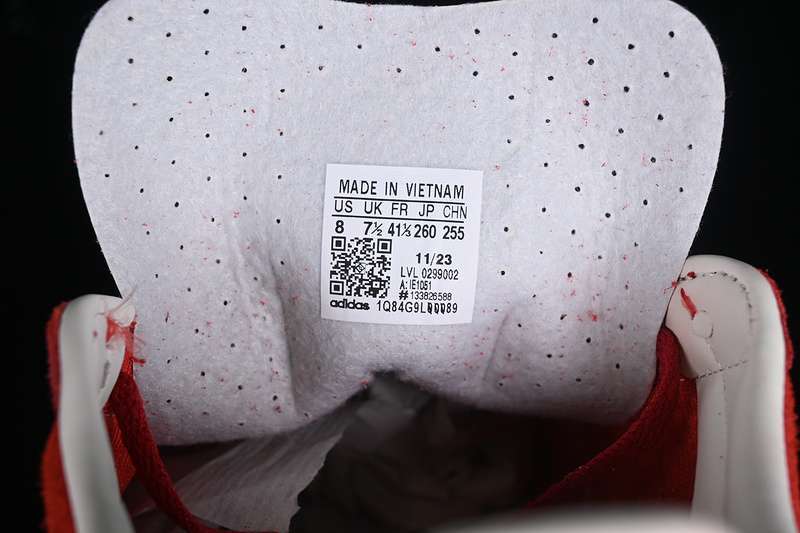 MADE IN VIETNAM
US UK FR JP CHN
8 7½ 41⅓ 260 255
11/23
LVL 0299002
A: IE1051
# 133826588
adidas 1Q84G9L00089